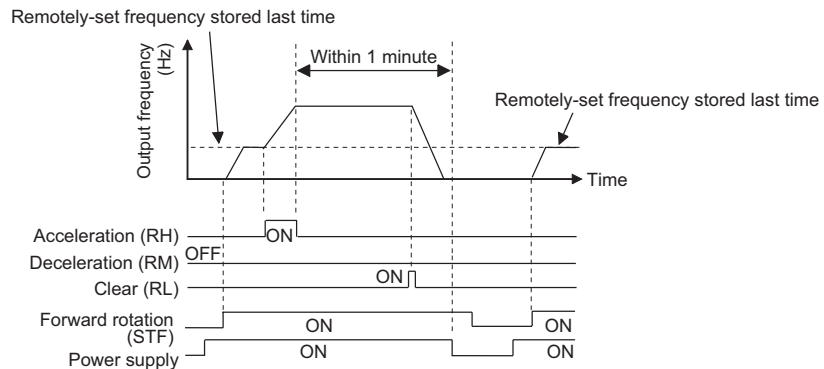 Remotely-set frequency stored last time
Output frequency
(Hz)
Within 1 minute
Remotely-set frequency stored last time
Time
Acceleration (RH)
ON
Deceleration (RM)
OFF
Clear (RL)
ON
Forward rotation
(STF)
ON
ON
Power supply
ON
ON